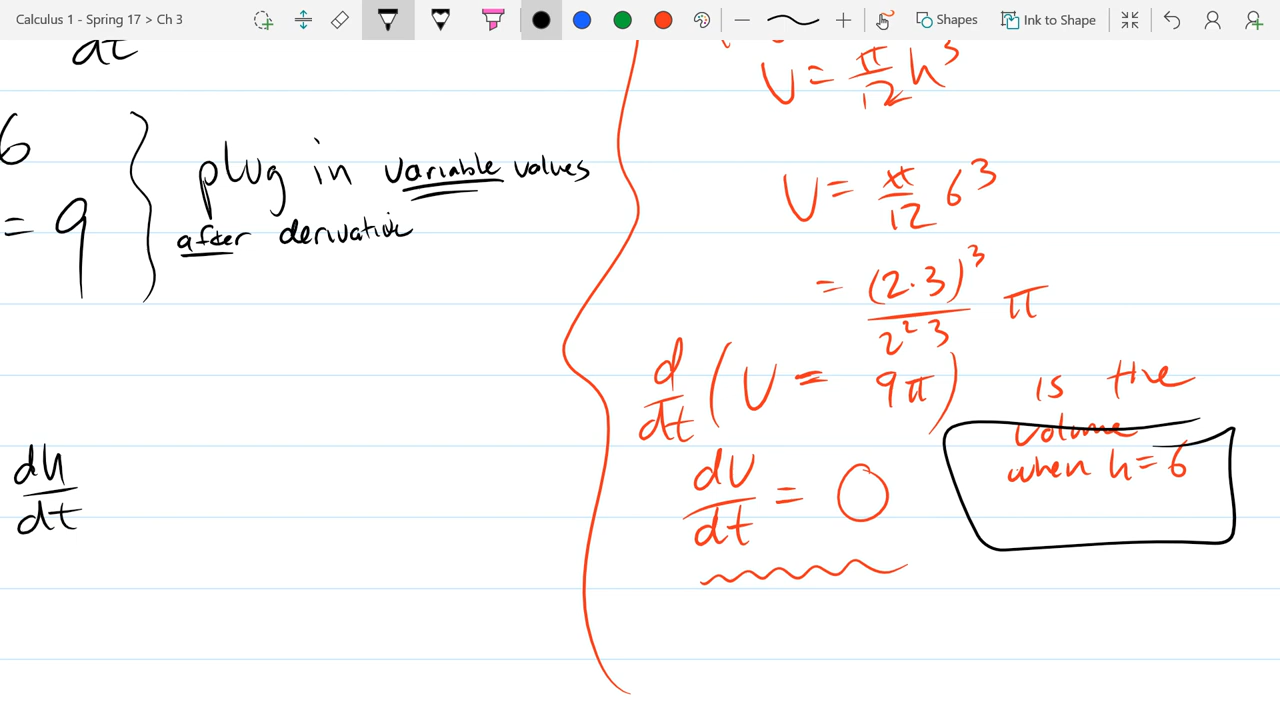 Calculus 1 - Spring 17 > Ch 3
Shapes
Ink to Shape
dt
6
= 9
plug in variable values
after derivative
dh
dt
V = π/12 h³
V = π/12 6³
= (2·3)³ / 2² 3 π
d/dt (V = 9π)
is the
volume
when h = 6
dV/dt = 0